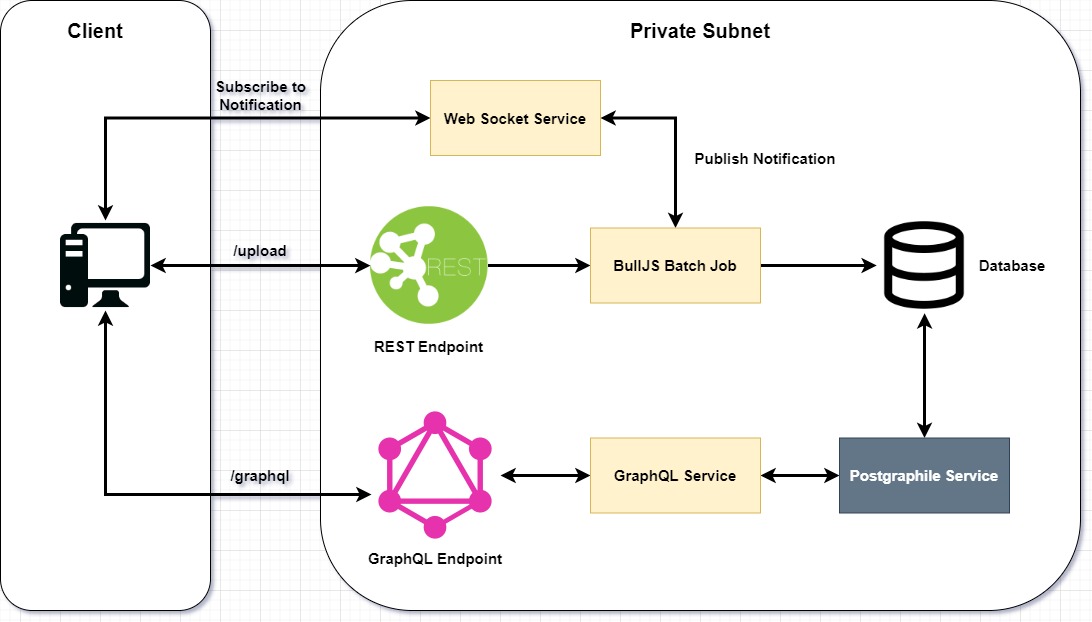 Client
Private Subnet
Subscribe to
Notification
Web Socket Service
Publish Notification
/upload
REST
BullJS Batch Job
Database
REST Endpoint
/graphql
GraphQL Service
Postgraphile Service
GraphQL Endpoint